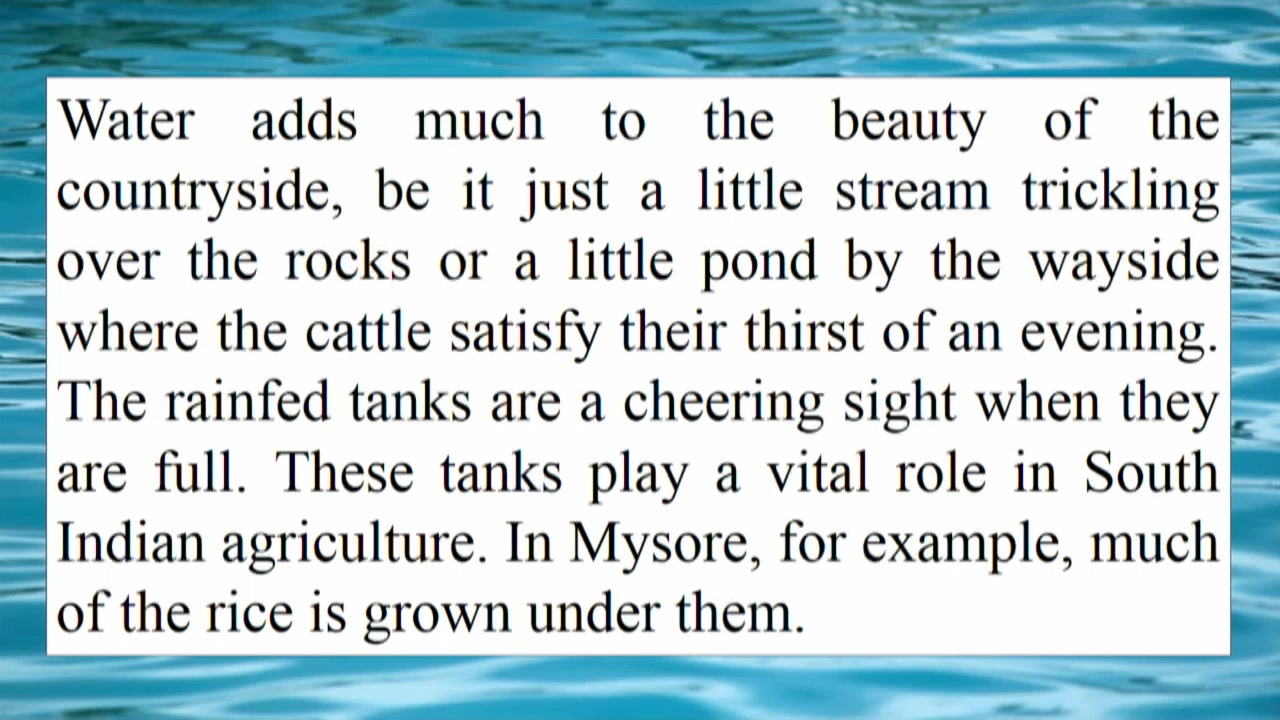 Water adds much to the beauty of the
countryside, be it just a little stream trickling
over the rocks or a little pond by the wayside
where the cattle satisfy their thirst of an evening.
The rainfed tanks are a cheering sight when they
are full. These tanks play a vital role in South
Indian agriculture. In Mysore, for example, much
of the rice is grown under them.